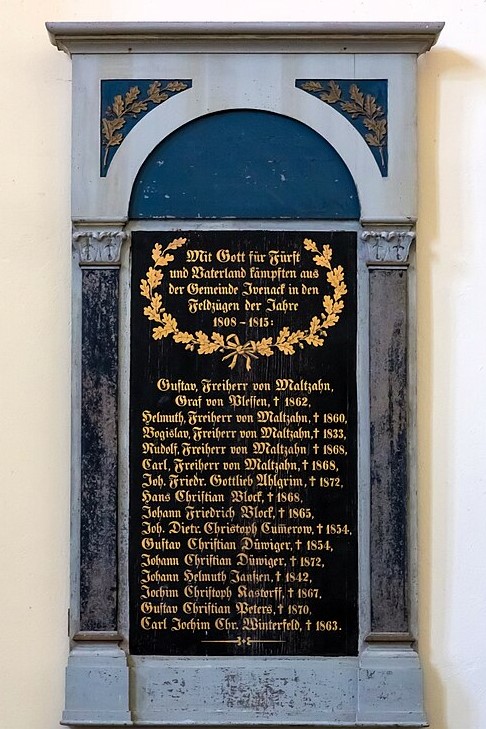 Mit Gott für Fürst
und Vaterland kämpften aus
der Gemeinde Ivenack in den
Feldzügen der Jahre
1808 – 1815:
Gustav, Freiherr von Maltzahn,
Graf von Plessen, † 1862,
Helmuth, Freiherr von Maltzahn, † 1860,
Bogislav, Freiherr von Maltzahn, † 1833,
Rudolf, Freiherr von Maltzahn † 1868,
Carl, Freiherr von Maltzahn, † 1868,
Joh. Friedr. Gottlieb Ahlgrim, † 1872,
Hans Christian Block, † 1868,
Johann Friedrich Block, † 1865,
Joh. Dietr. Christoph Cum̅erow, † 1854,
Gustav Christian Düwiger, † 1854,
Johann Christian Düwiger, † 1872,
Johann Helmuth Janßen, † 1842,
Jochim Christoph Kastorff, † 1867,
Gustav Christian Peters, † 1870,
Carl Jochim Chr. Winterfeld, † 1863.